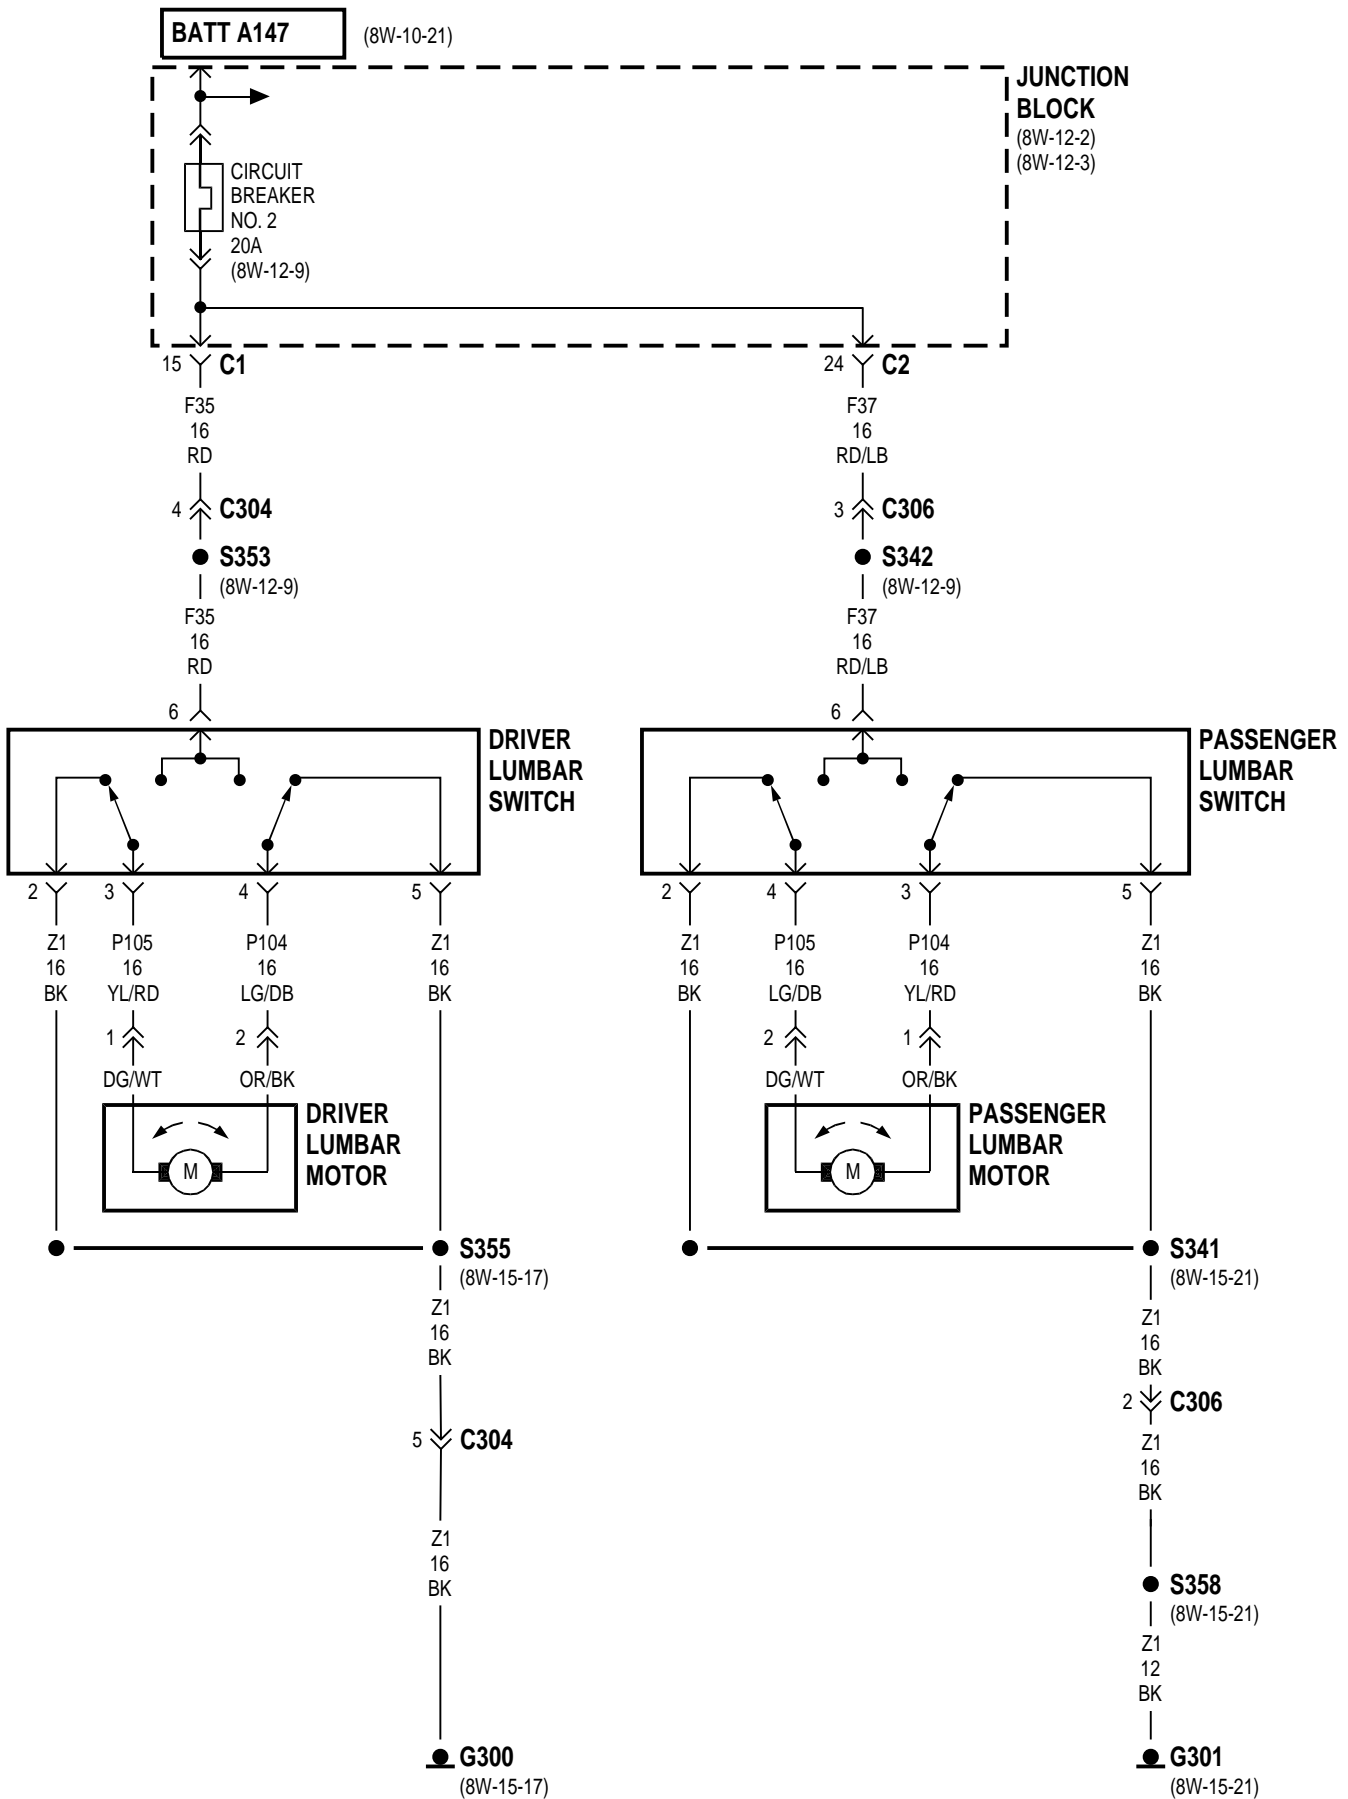 BATT A147
(8W-10-21)
JUNCTION
BLOCK
(8W-12-2)
(8W-12-3)
CIRCUIT
BREAKER
NO. 2
20A
(8W-12-9)
15 C1
24 C2
F35
16
RD
F37
16
RD/LB
4 C304
3 C306
S353
(8W-12-9)
S342
(8W-12-9)
F35
16
RD
F37
16
RD/LB
6
6
DRIVER
LUMBAR
SWITCH
PASSENGER
LUMBAR
SWITCH
2 3 4 5
2 4 3 5
Z1 P105 P104 Z1
16 16 16 16
BK YL/RD LG/DB BK
Z1 P105 P104 Z1
16 16 16 16
BK LG/DB YL/RD BK
1 2
2 1
DG/WT OR/BK
DG/WT OR/BK
DRIVER
LUMBAR
MOTOR
M
PASSENGER
LUMBAR
MOTOR
M
S355
(8W-15-17)
S341
(8W-15-21)
Z1
16
BK
Z1
16
BK
5 C304
2 C306
Z1
16
BK
Z1
16
BK
S358
(8W-15-21)
Z1
12
BK
G300
(8W-15-17)
G301
(8W-15-21)